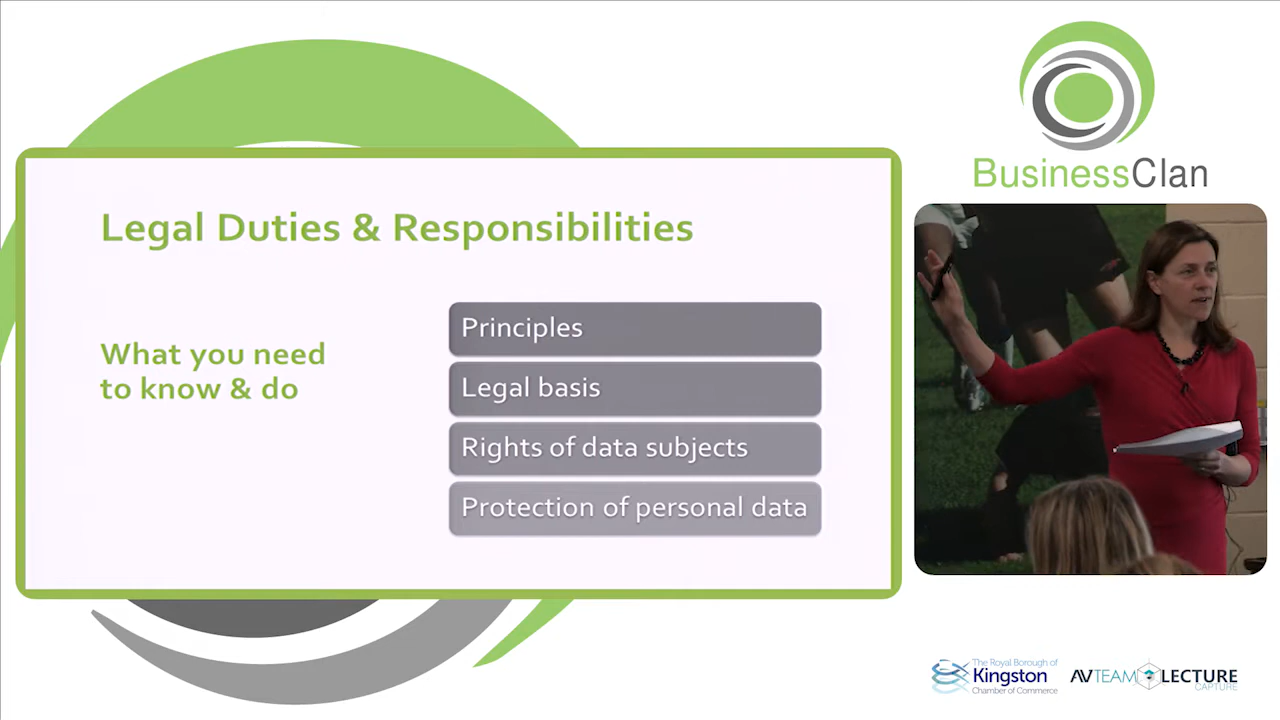 Legal Duties & Responsibilities
What you need
to know & do
Principles
Legal basis
Rights of data subjects
Protection of personal data
BusinessClan
The Royal Borough of
Kingston
Chamber of Commerce
AVTEAM LECTURE
CAPTURE